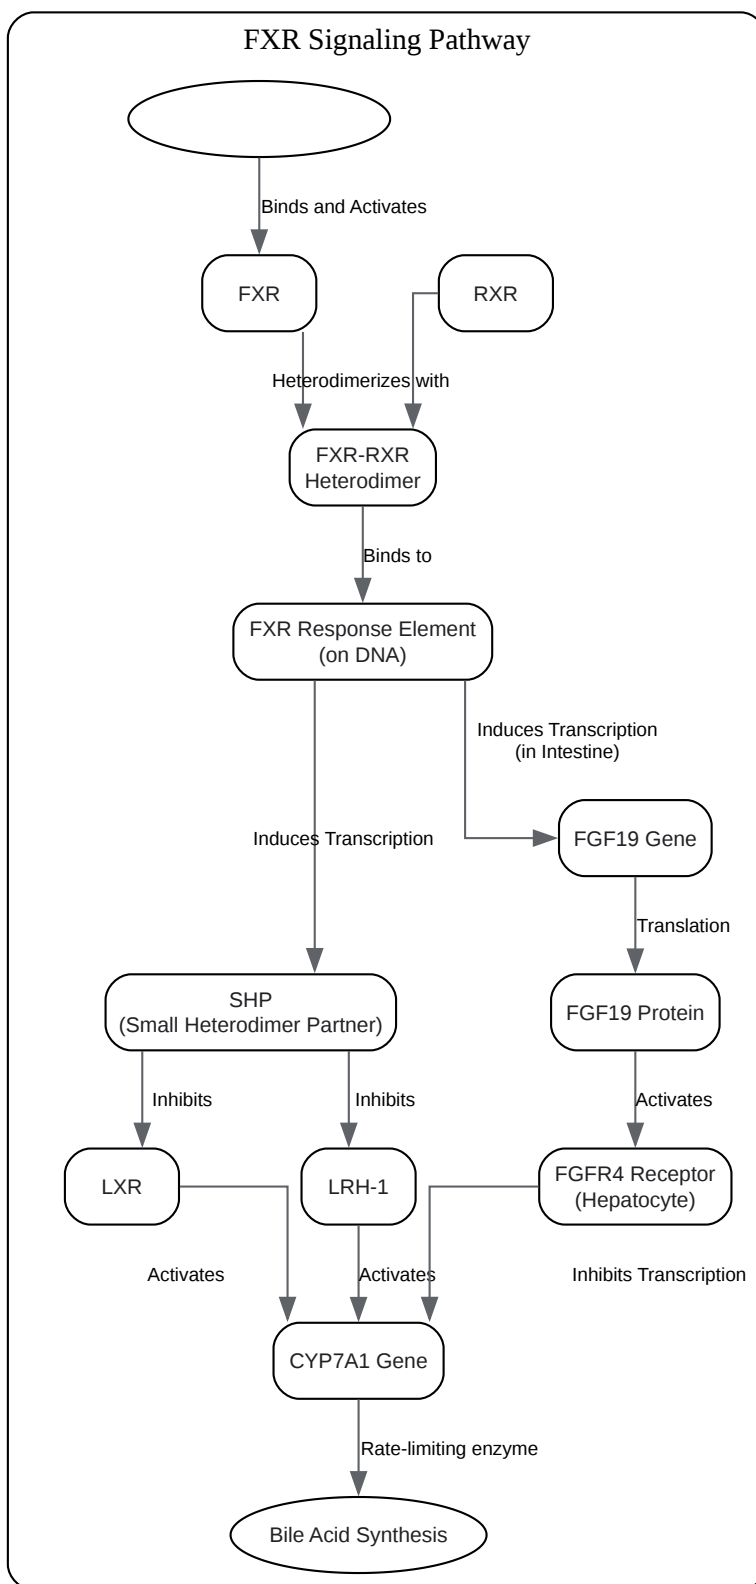 FXR Signaling Pathway
Binds and Activates
FXR
RXR
Heterodimerizes with
FXR-RXR
Heterodimer
Binds to
FXR Response Element
(on DNA)
Induces Transcription
(in Intestine)
Induces Transcription
FGF19 Gene
Translation
SHP
(Small Heterodimer Partner)
FGF19 Protein
Inhibits
Inhibits
Activates
LXR
LRH-1
FGFR4 Receptor
(Hepatocyte)
Activates
Activates
Inhibits Transcription
CYP7A1 Gene
Rate-limiting enzyme
Bile Acid Synthesis